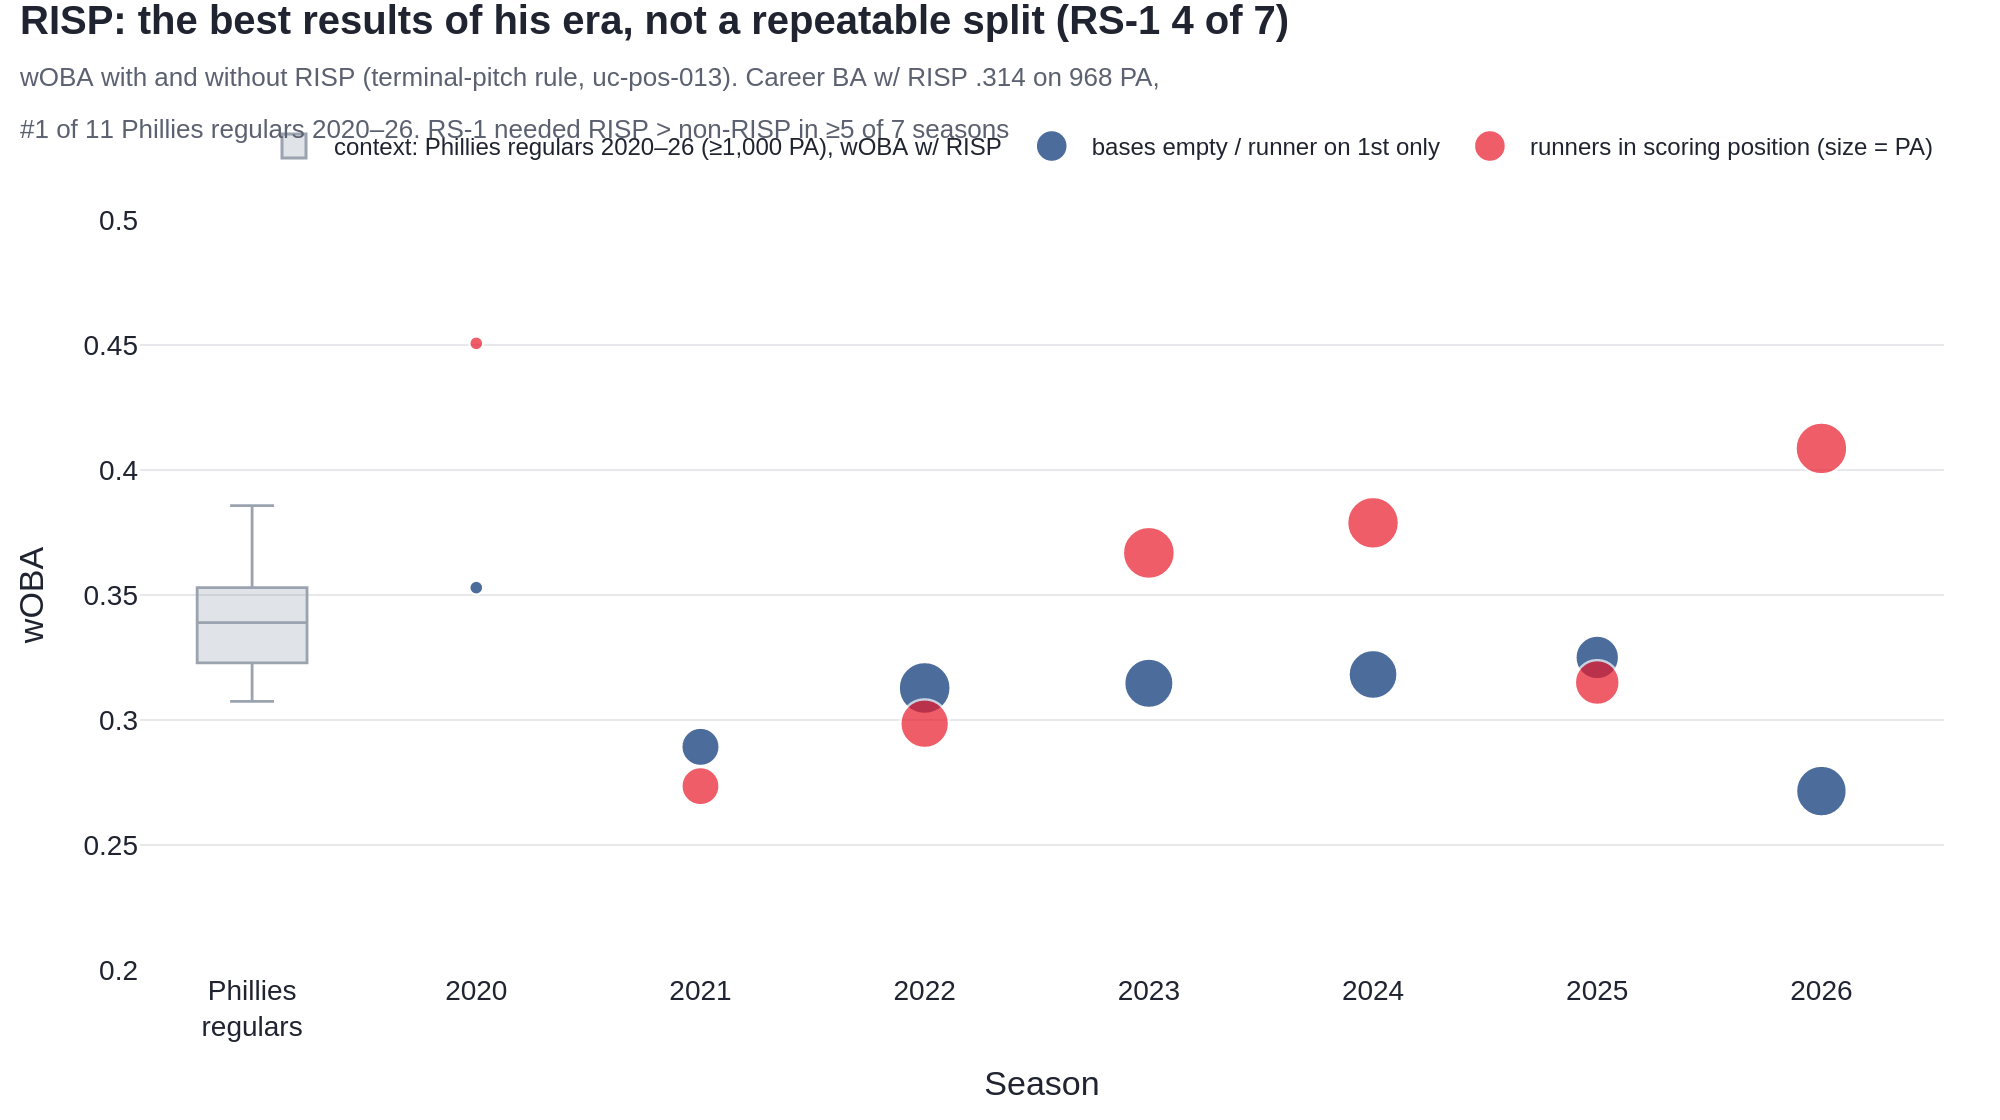 RISP: the best results of his era, not a repeatable split (RS-1 4 of 7)
wOBA with and without RISP (terminal-pitch rule, uc-pos-013). Career BA w/ RISP .314 on 968 PA,
#1 of 11 Phillies regulars 2020–26. RS-1 needed RISP > non-RISP in ≥5 of 7 seasons
context: Phillies regulars 2020–26 (≥1,000 PA), wOBA w/ RISP
bases empty / runner on 1st only
runners in scoring position (size = PA)
0.5
0.45
0.4
0.35
0.3
0.25
0.2
wOBA
Phillies
regulars
2020
2021
2022
2023
2024
2025
2026
Season